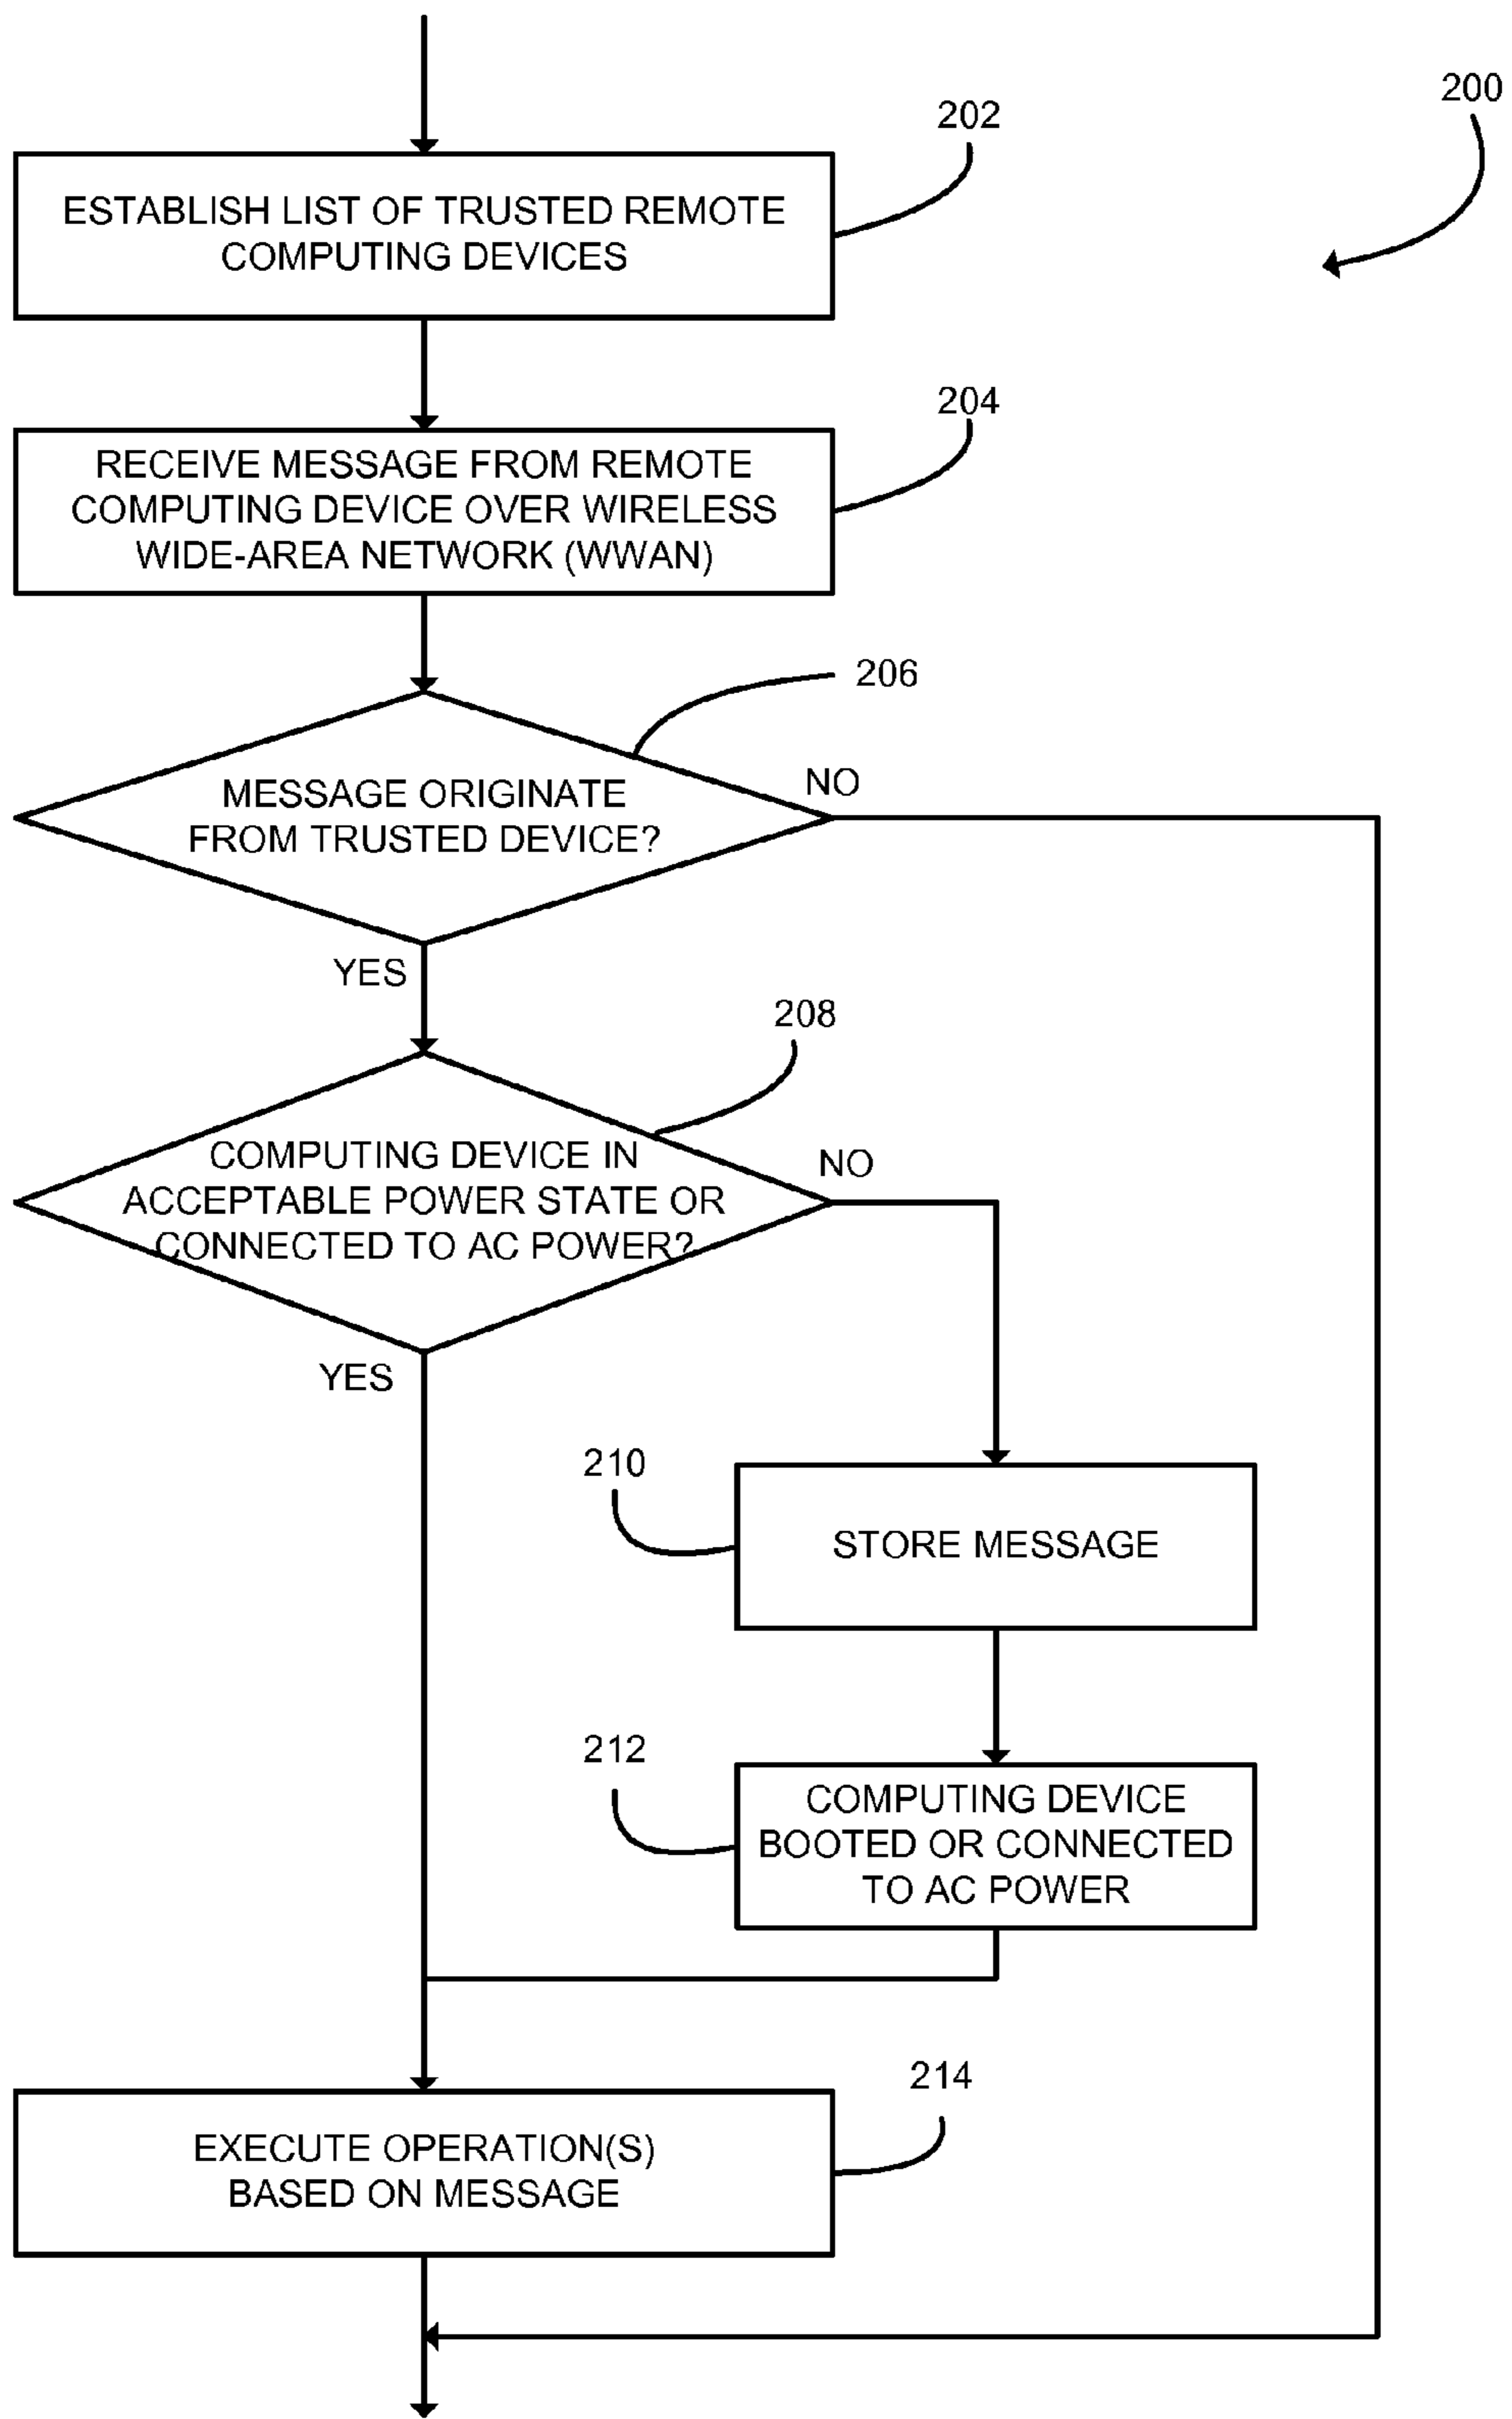 200
202
ESTABLISH LIST OF TRUSTED REMOTE
COMPUTING DEVICES
204
RECEIVE MESSAGE FROM REMOTE
COMPUTING DEVICE OVER WIRELESS
WIDE-AREA NETWORK (WWAN)
206
MESSAGE ORIGINATE
FROM TRUSTED DEVICE?
NO
YES
208
COMPUTING DEVICE IN
ACCEPTABLE POWER STATE OR
CONNECTED TO AC POWER?
NO
YES
210
STORE MESSAGE
212
COMPUTING DEVICE
BOOTED OR CONNECTED
TO AC POWER
214
EXECUTE OPERATION(S)
BASED ON MESSAGE